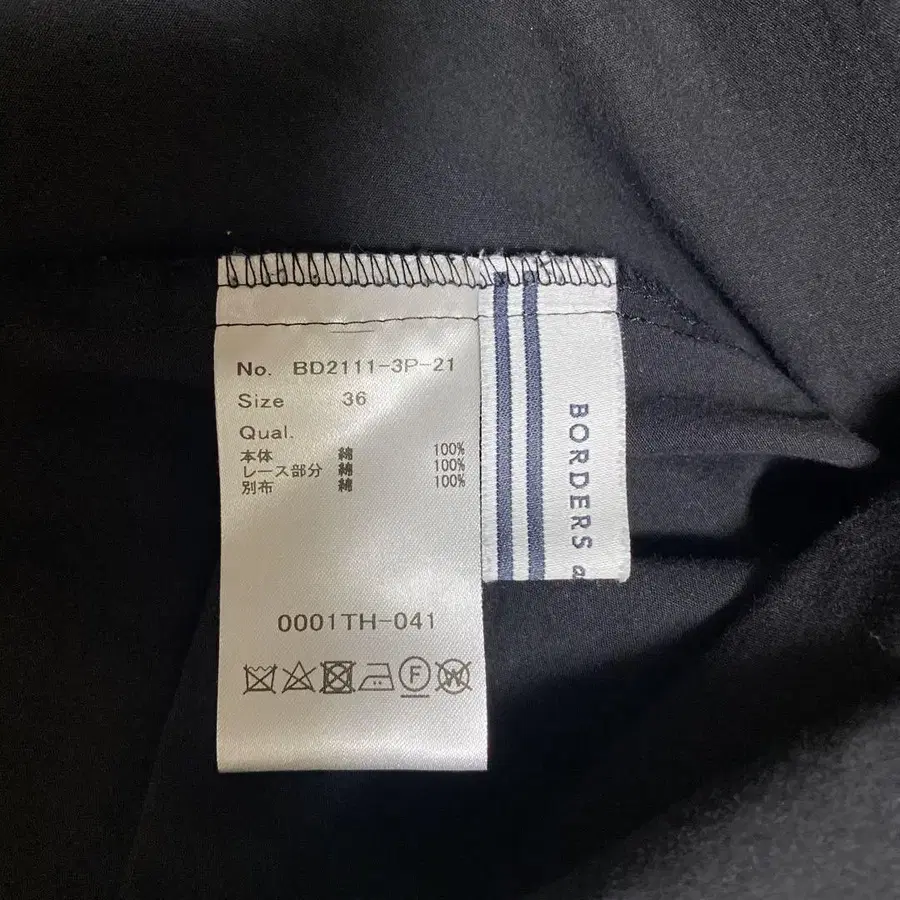 No. BD2111-3P-21
Size 36
Qual.
本体 綿 100%
レース部分 綿 100%
別布 綿 100%
0001TH-041
F W
BORDERS a